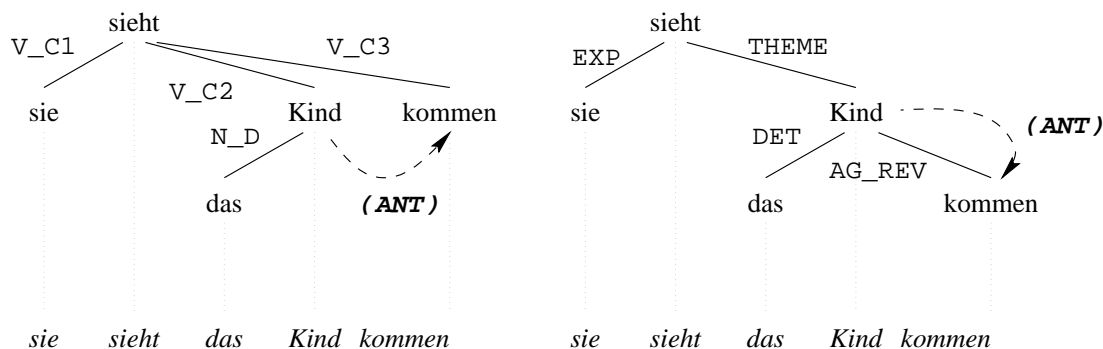 sieht
V_C1
V_C3
V_C2
sie
Kind
kommen
N_D
das
(ANT)
sie sieht das Kind kommen
sieht
EXP
THEME
sie
Kind
(ANT)
DET
AG_REV
das
kommen
sie sieht das Kind kommen